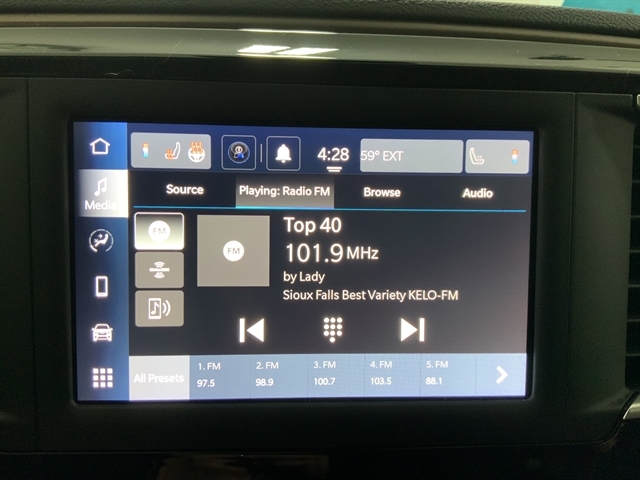 4:28
59° EXT
Source
Playing: Radio FM
Browse
Audio
Media
FM
FM
Top 40
101.9 MHz
by Lady
Sioux Falls Best Variety KELO-FM
All Presets
1. FM
2. FM
3. FM
4. FM
5. FM
97.5
98.9
100.7
103.5
88.1